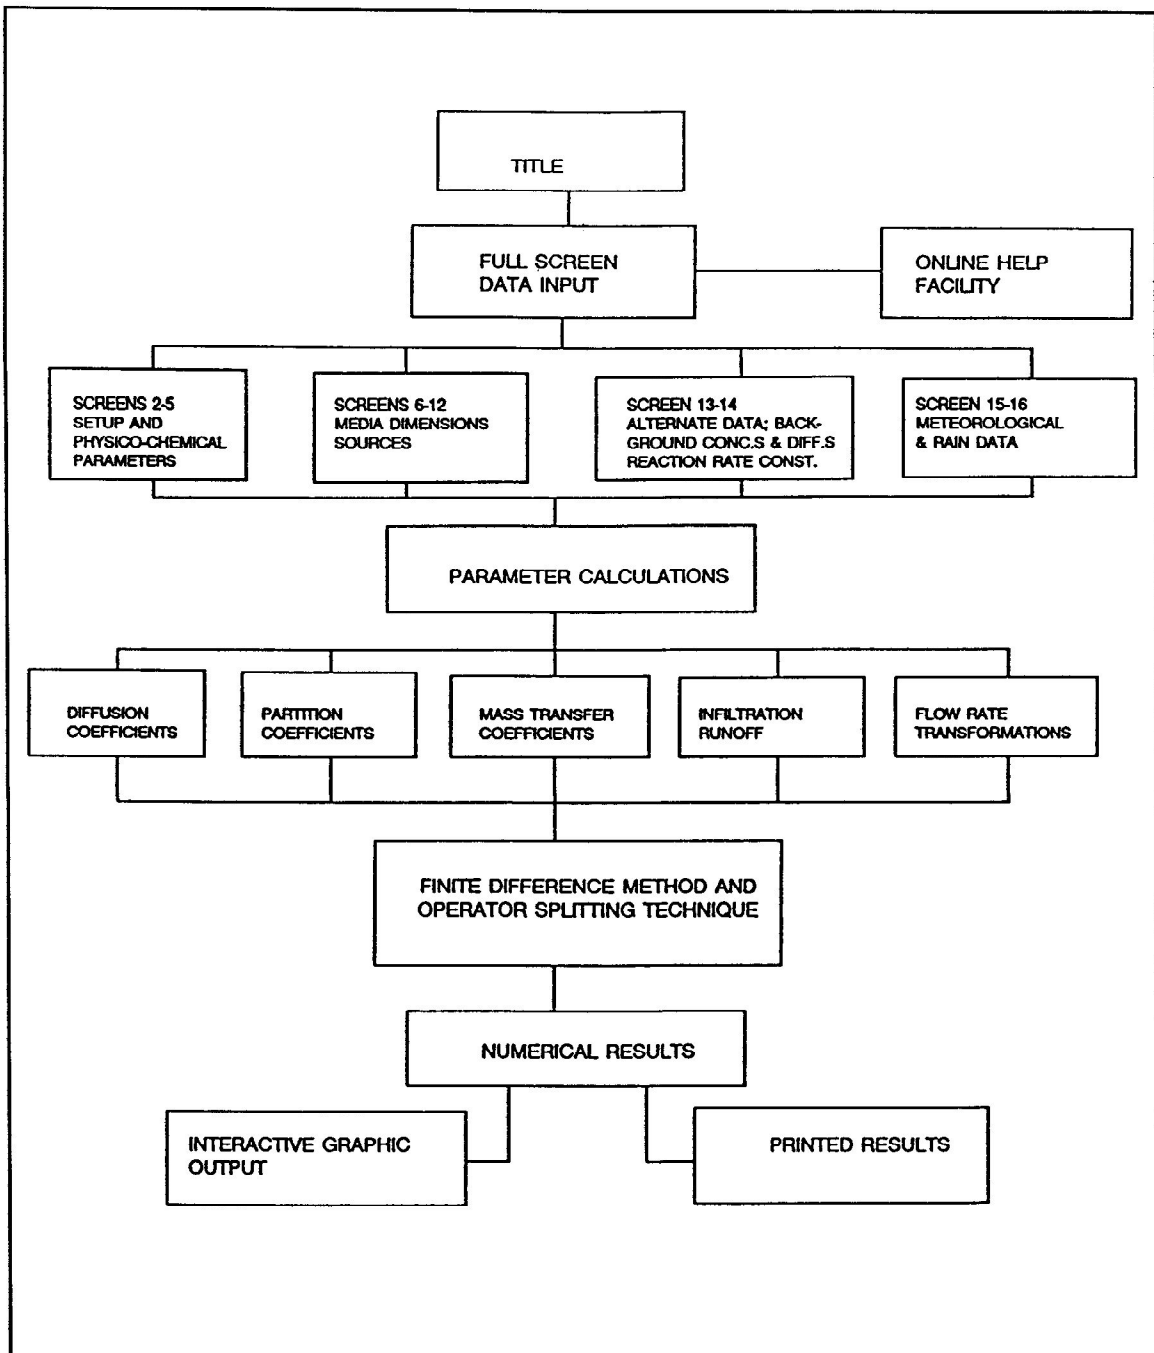 TITLE
FULL SCREEN
DATA INPUT
ONLINE HELP
FACILITY
SCREENS 2-5
SETUP AND
PHYSICO-CHEMICAL
PARAMETERS
SCREENS 6-12
MEDIA DIMENSIONS
SOURCES
SCREEN 13-14
ALTERNATE DATA; BACK-
GROUND CONC.S & DIFF.S
REACTION RATE CONST.
SCREEN 15-16
METEOROLOGICAL
& RAIN DATA
PARAMETER CALCULATIONS
DIFFUSION
COEFFICIENTS
PARTITION
COEFFICIENTS
MASS TRANSFER
COEFFICIENTS
INFILTRATION
RUNOFF
FLOW RATE
TRANSFORMATIONS
FINITE DIFFERENCE METHOD AND
OPERATOR SPLITTING TECHNIQUE
NUMERICAL RESULTS
INTERACTIVE GRAPHIC
OUTPUT
PRINTED RESULTS